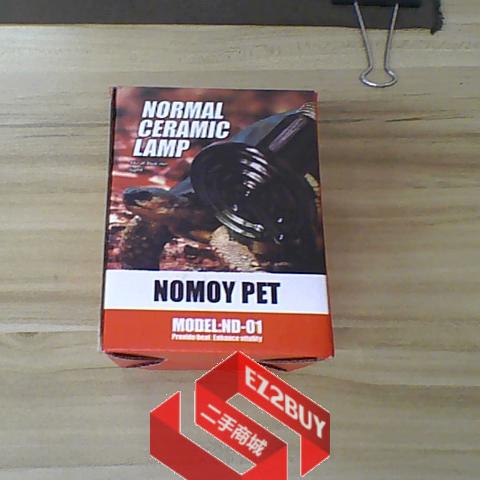 NORMAL
CERAMIC
LAMP
NOMOY PET
MODEL:ND-01
Provide heat Enhance vitality
EZ2BUY
二手商城